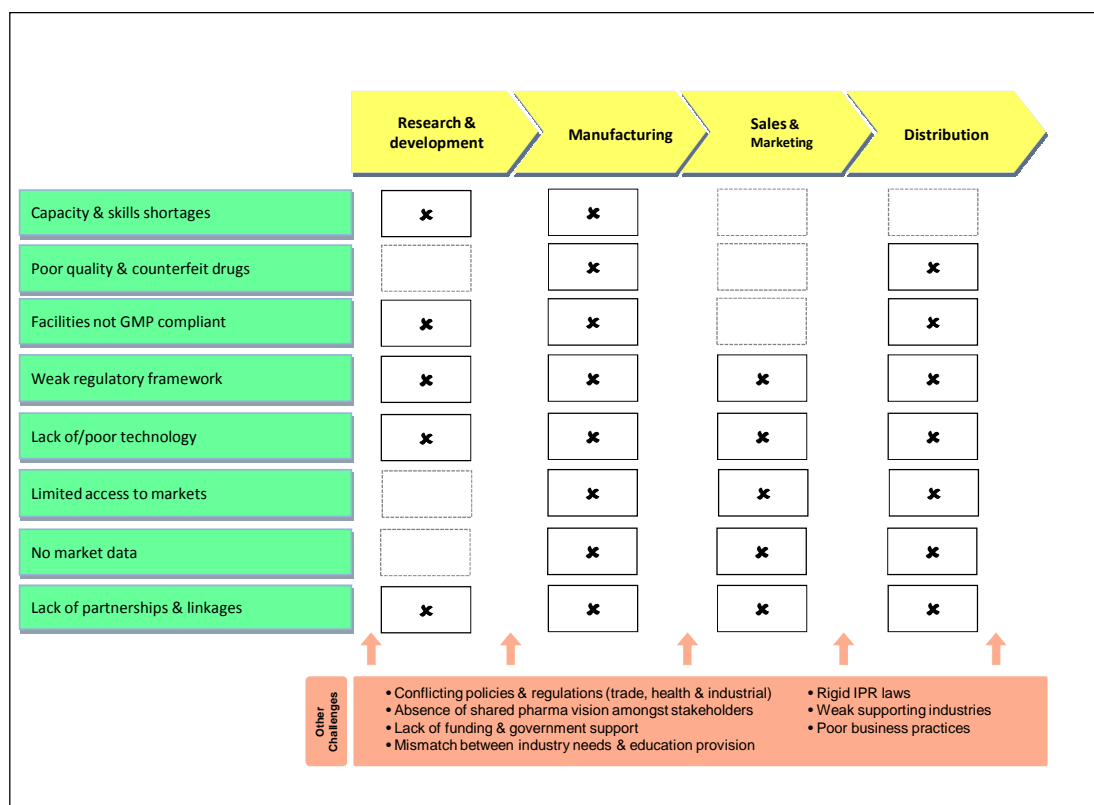 Research &
development
Manufacturing
Sales &
Marketing
Distribution
Capacity & skills shortages
× ×
Poor quality & counterfeit drugs
× ×
Facilities not GMP compliant
× × ×
Weak regulatory framework
× × × ×
Lack of/poor technology
× × × ×
Limited access to markets
× × ×
No market data
× × ×
Lack of partnerships & linkages
× × × ×
Other
Challenges
• Conflicting policies & regulations (trade, health & industrial)
• Absence of shared pharma vision amongst stakeholders
• Lack of funding & government support
• Mismatch between industry needs & education provision
• Rigid IPR laws
• Weak supporting industries
• Poor business practices